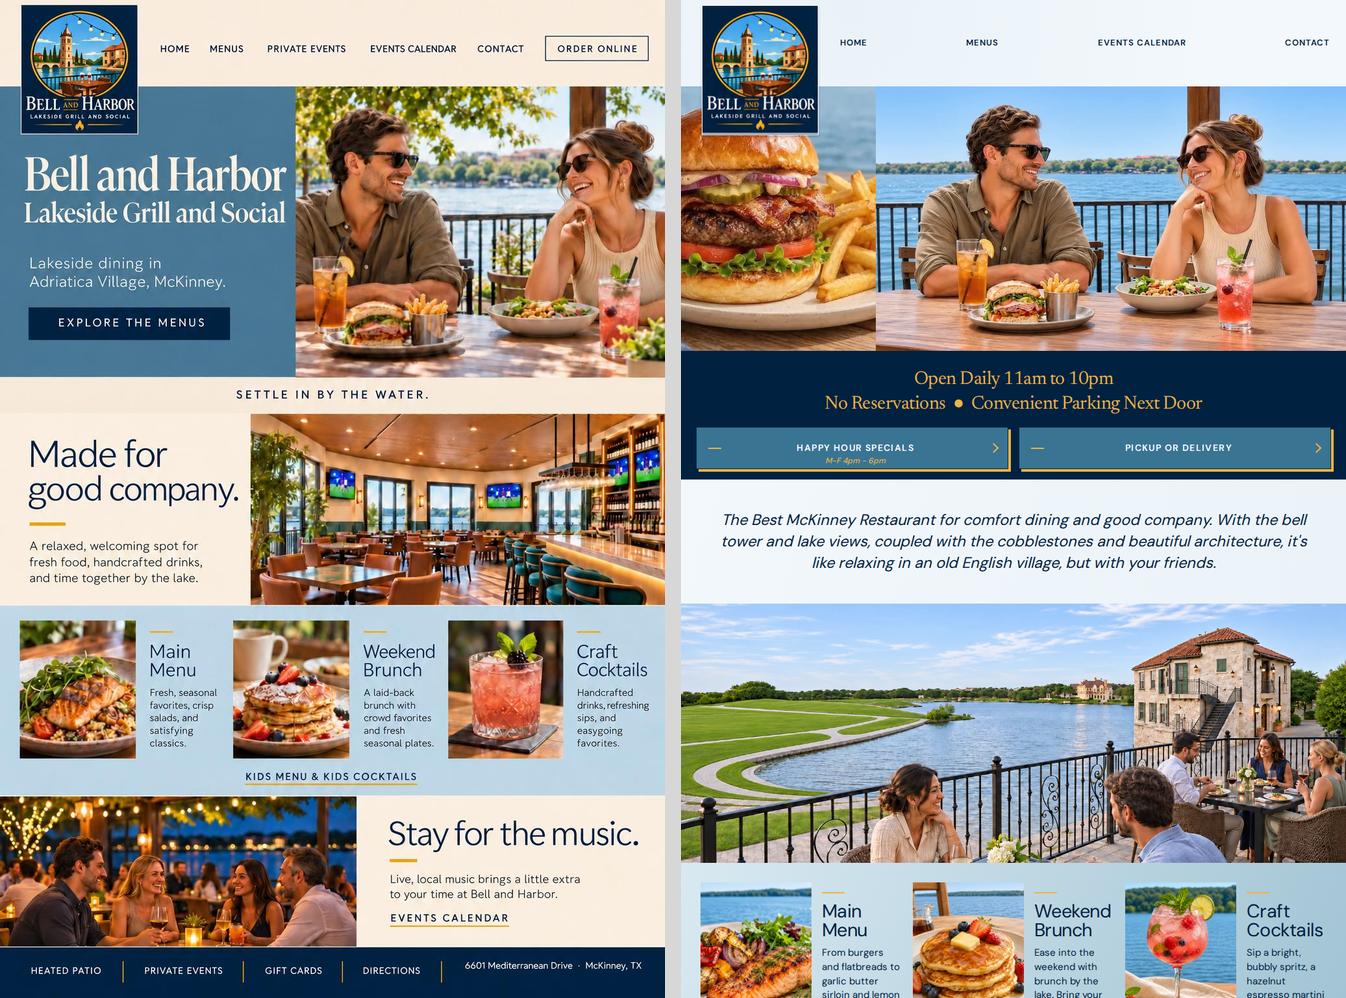 BELL AND HARBOR
LAKESIDE GRILL AND SOCIAL
HOME
MENUS
PRIVATE EVENTS
EVENTS CALENDAR
CONTACT
ORDER ONLINE
Bell and Harbor
Lakeside Grill and Social
Lakeside dining in
Adriatica Village, McKinney.
EXPLORE THE MENUS
SETTLE IN BY THE WATER.
Made for
good company.
A relaxed, welcoming spot for
fresh food, handcrafted drinks,
and time together by the lake.
Main
Menu
Fresh, seasonal
favorites, crisp
salads, and
satisfying
classics.
Weekend
Brunch
A laid-back
brunch with
crowd favorites
and fresh
seasonal plates.
Craft
Cocktails
Handcrafted
drinks, refreshing
sips, and
easygoing
favorites.
KIDS MENU & KIDS COCKTAILS
Stay for the music.
Live, local music brings a little extra
to your time at Bell and Harbor.
EVENTS CALENDAR
HEATED PATIO
PRIVATE EVENTS
GIFT CARDS
DIRECTIONS
6601 Mediterranean Drive · McKinney, TX
BELL AND HARBOR
LAKESIDE GRILL AND SOCIAL
HOME
MENUS
EVENTS CALENDAR
CONTACT
Open Daily 11am to 10pm
No Reservations ● Convenient Parking Next Door
HAPPY HOUR SPECIALS
M-F 4pm - 6pm
PICKUP OR DELIVERY
The Best McKinney Restaurant for comfort dining and good company. With the bell
tower and lake views, coupled with the cobblestones and beautiful architecture, it's
like relaxing in an old English village, but with your friends.
Main
Menu
From burgers
and flatbreads to
garlic butter
sirloin and lemon
Weekend
Brunch
Ease into the
weekend with
brunch by the
lake. Bring your
Craft
Cocktails
Sip a bright,
bubbly spritz, a
hazelnut
espresso martini